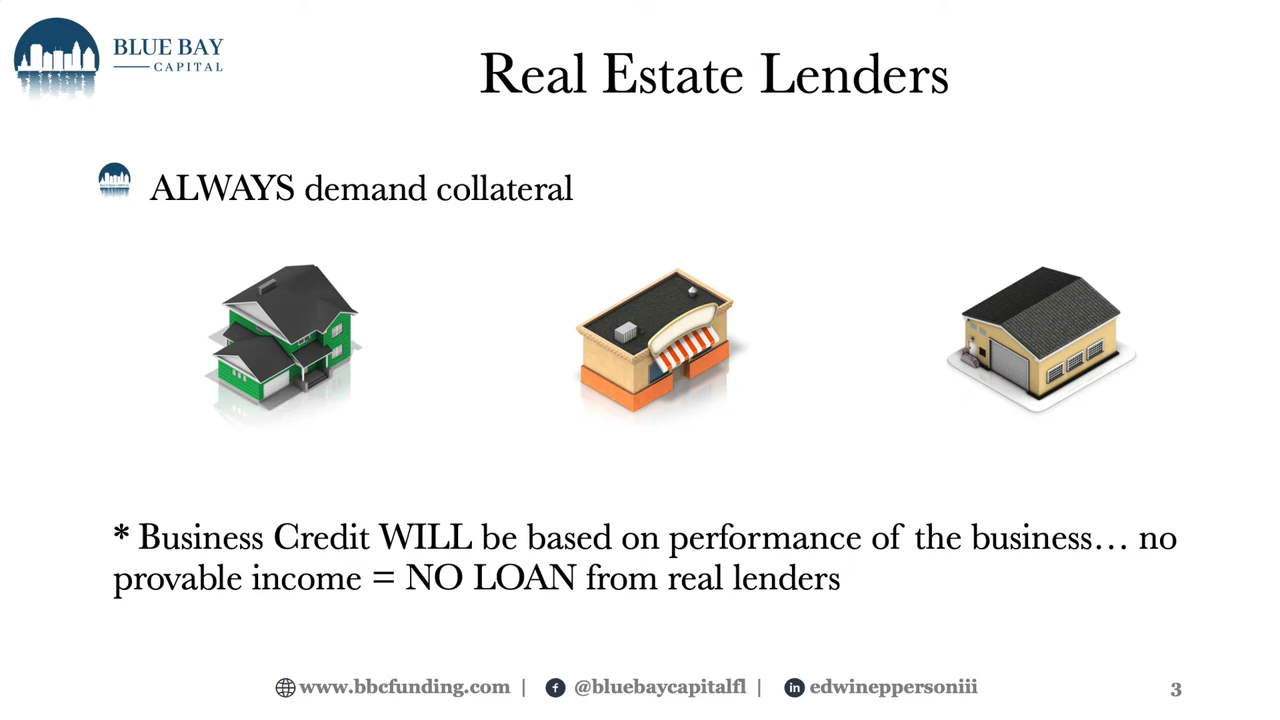 BLUE BAY
CAPITAL
Real Estate Lenders
ALWAYS demand collateral
* Business Credit WILL be based on performance of the business... no
provable income = NO LOAN from real lenders
www.bbcfunding.com | @bluebaycapitalfl | edwineppersoniii
3